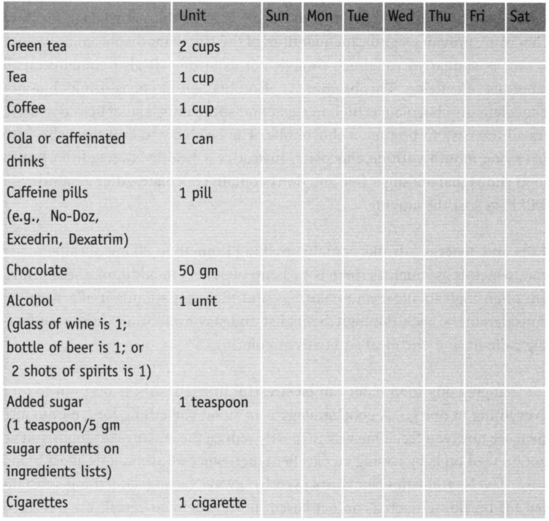 Unit Sun Mon Tue Wed Thu Fri Sat
Green tea 2 cups
Tea 1 cup
Coffee 1 cup
Cola or caffeinated 1 can
drinks
Caffeine pills 1 pill
(e.g., No-Doz,
Excedrin, Dexatrim)
Chocolate 50 gm
Alcohol 1 unit
(glass of wine is 1;
bottle of beer is 1; or
2 shots of spirits is 1)
Added sugar 1 teaspoon
(1 teaspoon/5 gm
sugar contents on
ingredients lists)
Cigarettes 1 cigarette